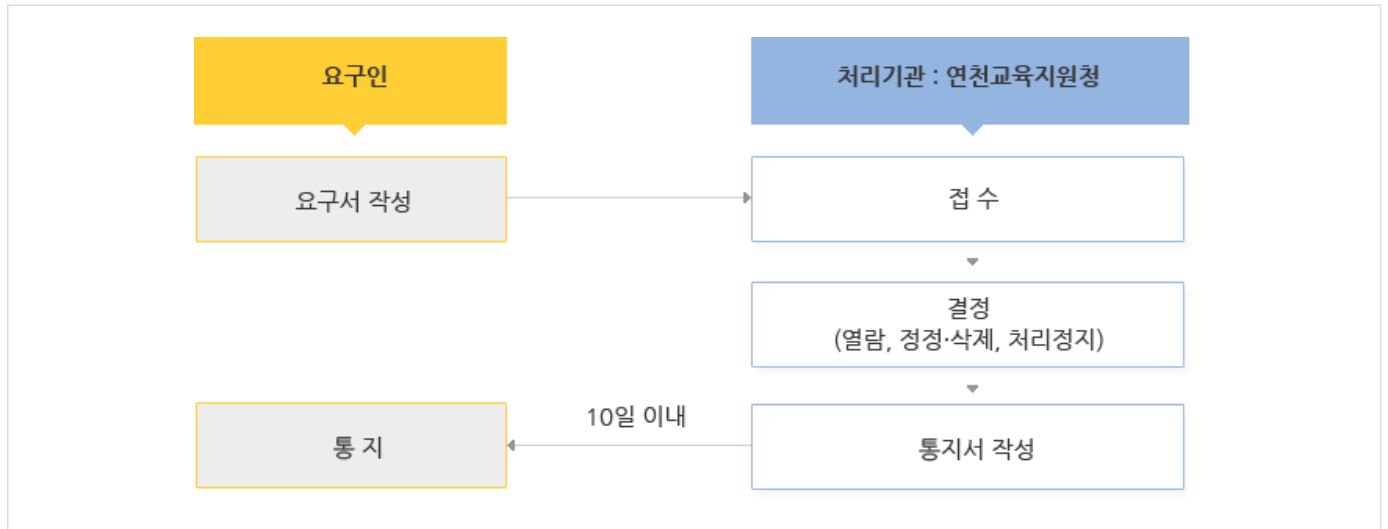 요구인
처리기관 : 연천교육지원청
요구서 작성
접 수
결정
(열람, 정정·삭제, 처리정지)
10일 이내
통 지
통지서 작성